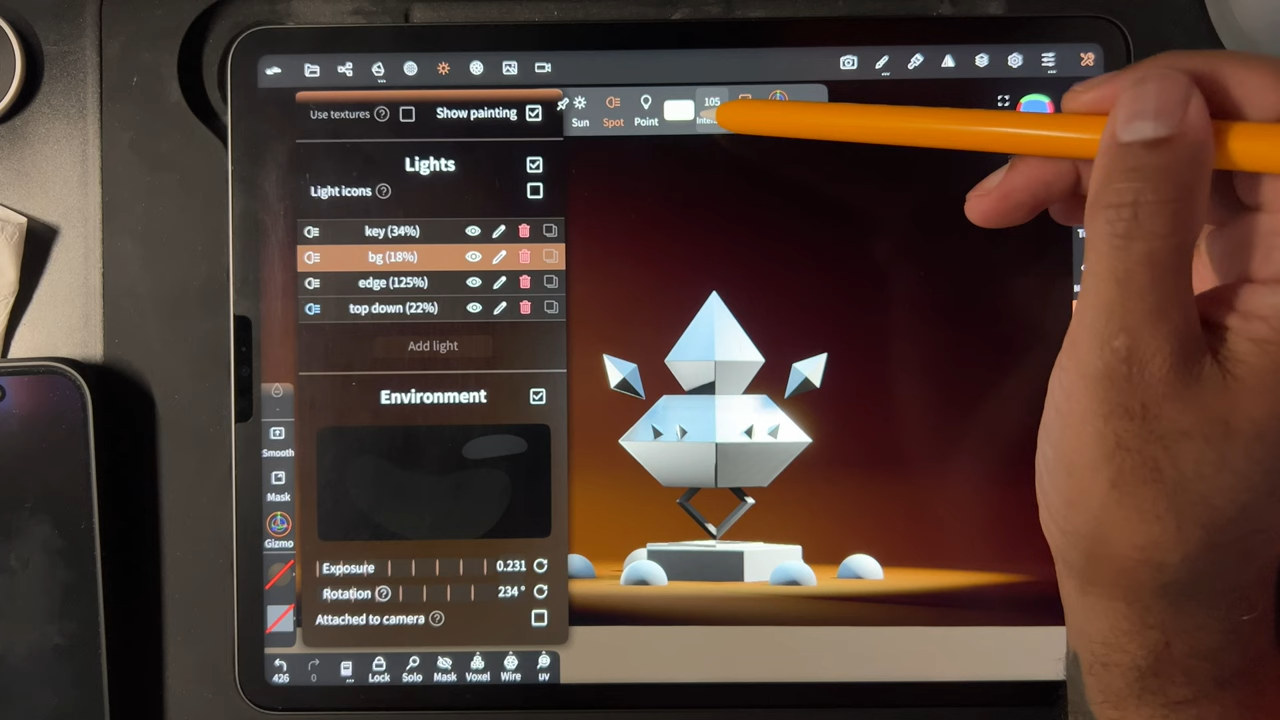 Use textures ? Show painting
Sun
Spot
Point
105
Lights
Light icons ?
key (34%)
bg (18%)
edge (125%)
top down (22%)
Add light
Environment
Smooth
Mask
Gizmo
Exposure 0.231
Rotation ? 234°
Attached to camera ?
426
0
Lock
Solo
Mask
Voxel
Wire
uv